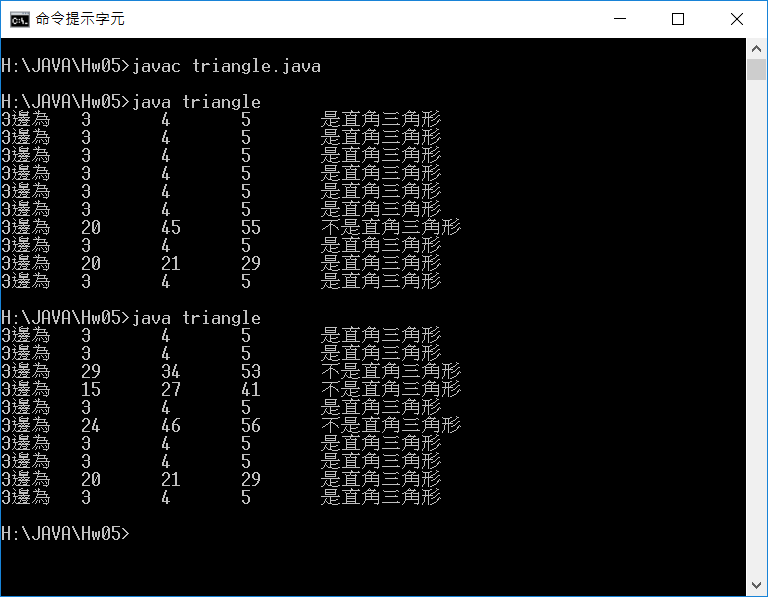 命令提示字元
H:\JAVA\Hw05>javac triangle.java
H:\JAVA\Hw05>java triangle
3邊為 3 4 5 是直角三角形
3邊為 3 4 5 是直角三角形
3邊為 3 4 5 是直角三角形
3邊為 3 4 5 是直角三角形
3邊為 3 4 5 是直角三角形
3邊為 3 4 5 是直角三角形
3邊為 20 45 55 不是直角三角形
3邊為 3 4 5 是直角三角形
3邊為 20 21 29 是直角三角形
3邊為 3 4 5 是直角三角形
H:\JAVA\Hw05>java triangle
3邊為 3 4 5 是直角三角形
3邊為 3 4 5 是直角三角形
3邊為 29 34 53 不是直角三角形
3邊為 15 27 41 不是直角三角形
3邊為 3 4 5 是直角三角形
3邊為 24 46 56 不是直角三角形
3邊為 3 4 5 是直角三角形
3邊為 3 4 5 是直角三角形
3邊為 20 21 29 是直角三角形
3邊為 3 4 5 是直角三角形
H:\JAVA\Hw05>